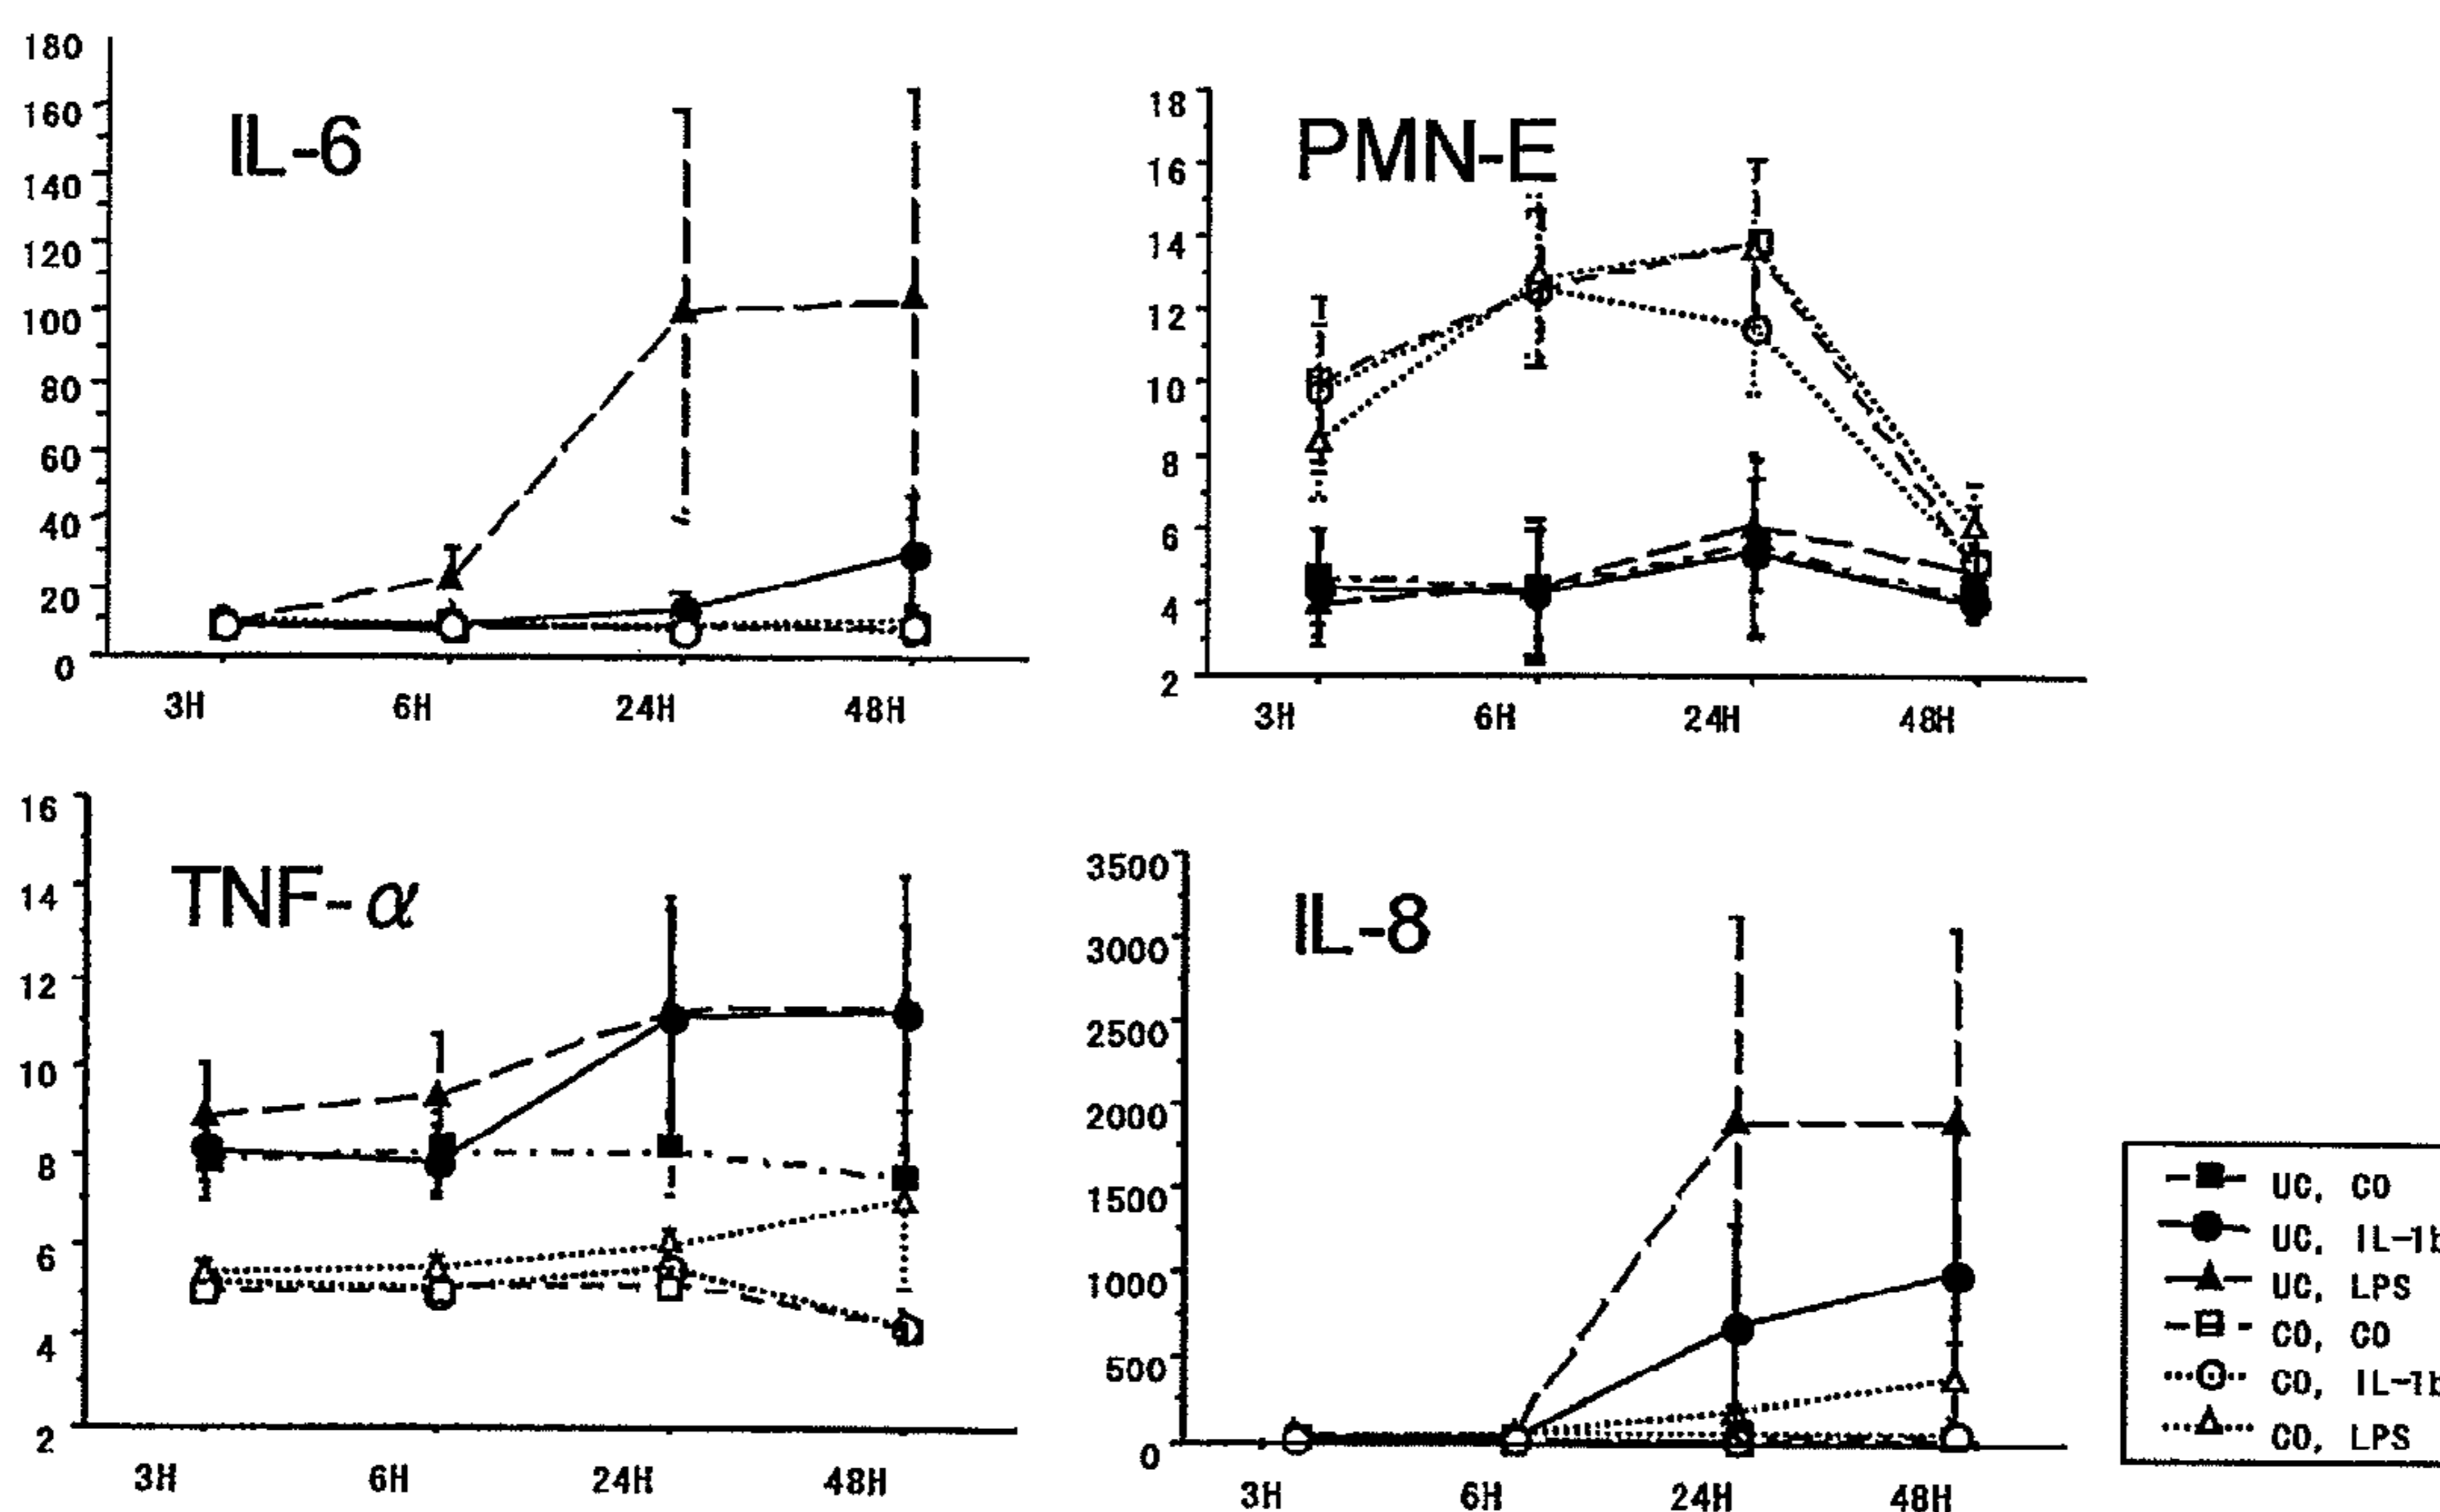 IL-6
180
160
140
120
100
80
60
40
20
0
3H 6H 24H 48H
PMN-E
18
16
14
12
10
8
6
4
2
3H 6H 24H 48H
TNF-α
16
14
12
10
8
6
4
2
3H 6H 24H 48H
IL-8
3500
3000
2500
2000
1500
1000
500
0
3H 6H 24H 48H
UC, CO
UC, IL-1b
UC, LPS
CO, CO
CO, IL-1b
CO, LPS